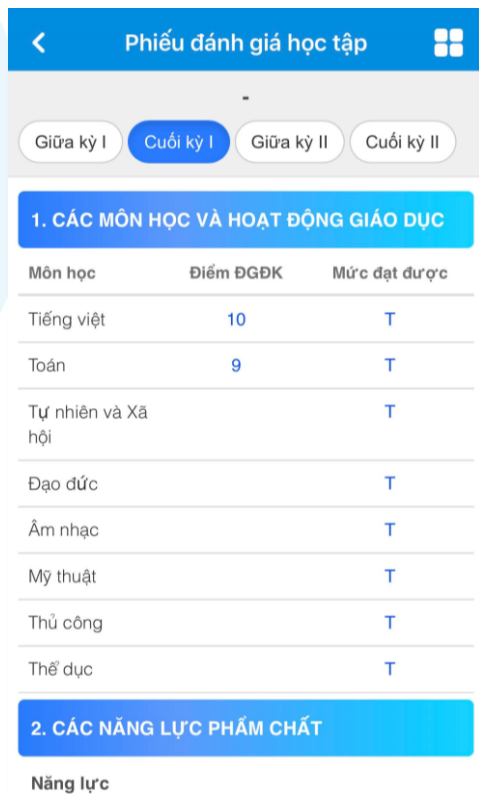 Phiếu đánh giá học tập
-
Giữa kỳ I Cuối kỳ I Giữa kỳ II Cuối kỳ II
1. CÁC MÔN HỌC VÀ HOẠT ĐỘNG GIÁO DỤC
Môn học Điểm ĐGĐK Mức đạt được
Tiếng việt 10 T
Toán 9 T
Tự nhiên và Xã T
hội
Đạo đức T
Âm nhạc T
Mỹ thuật T
Thủ công T
Thể dục T
2. CÁC NĂNG LỰC PHẨM CHẤT
Năng lực